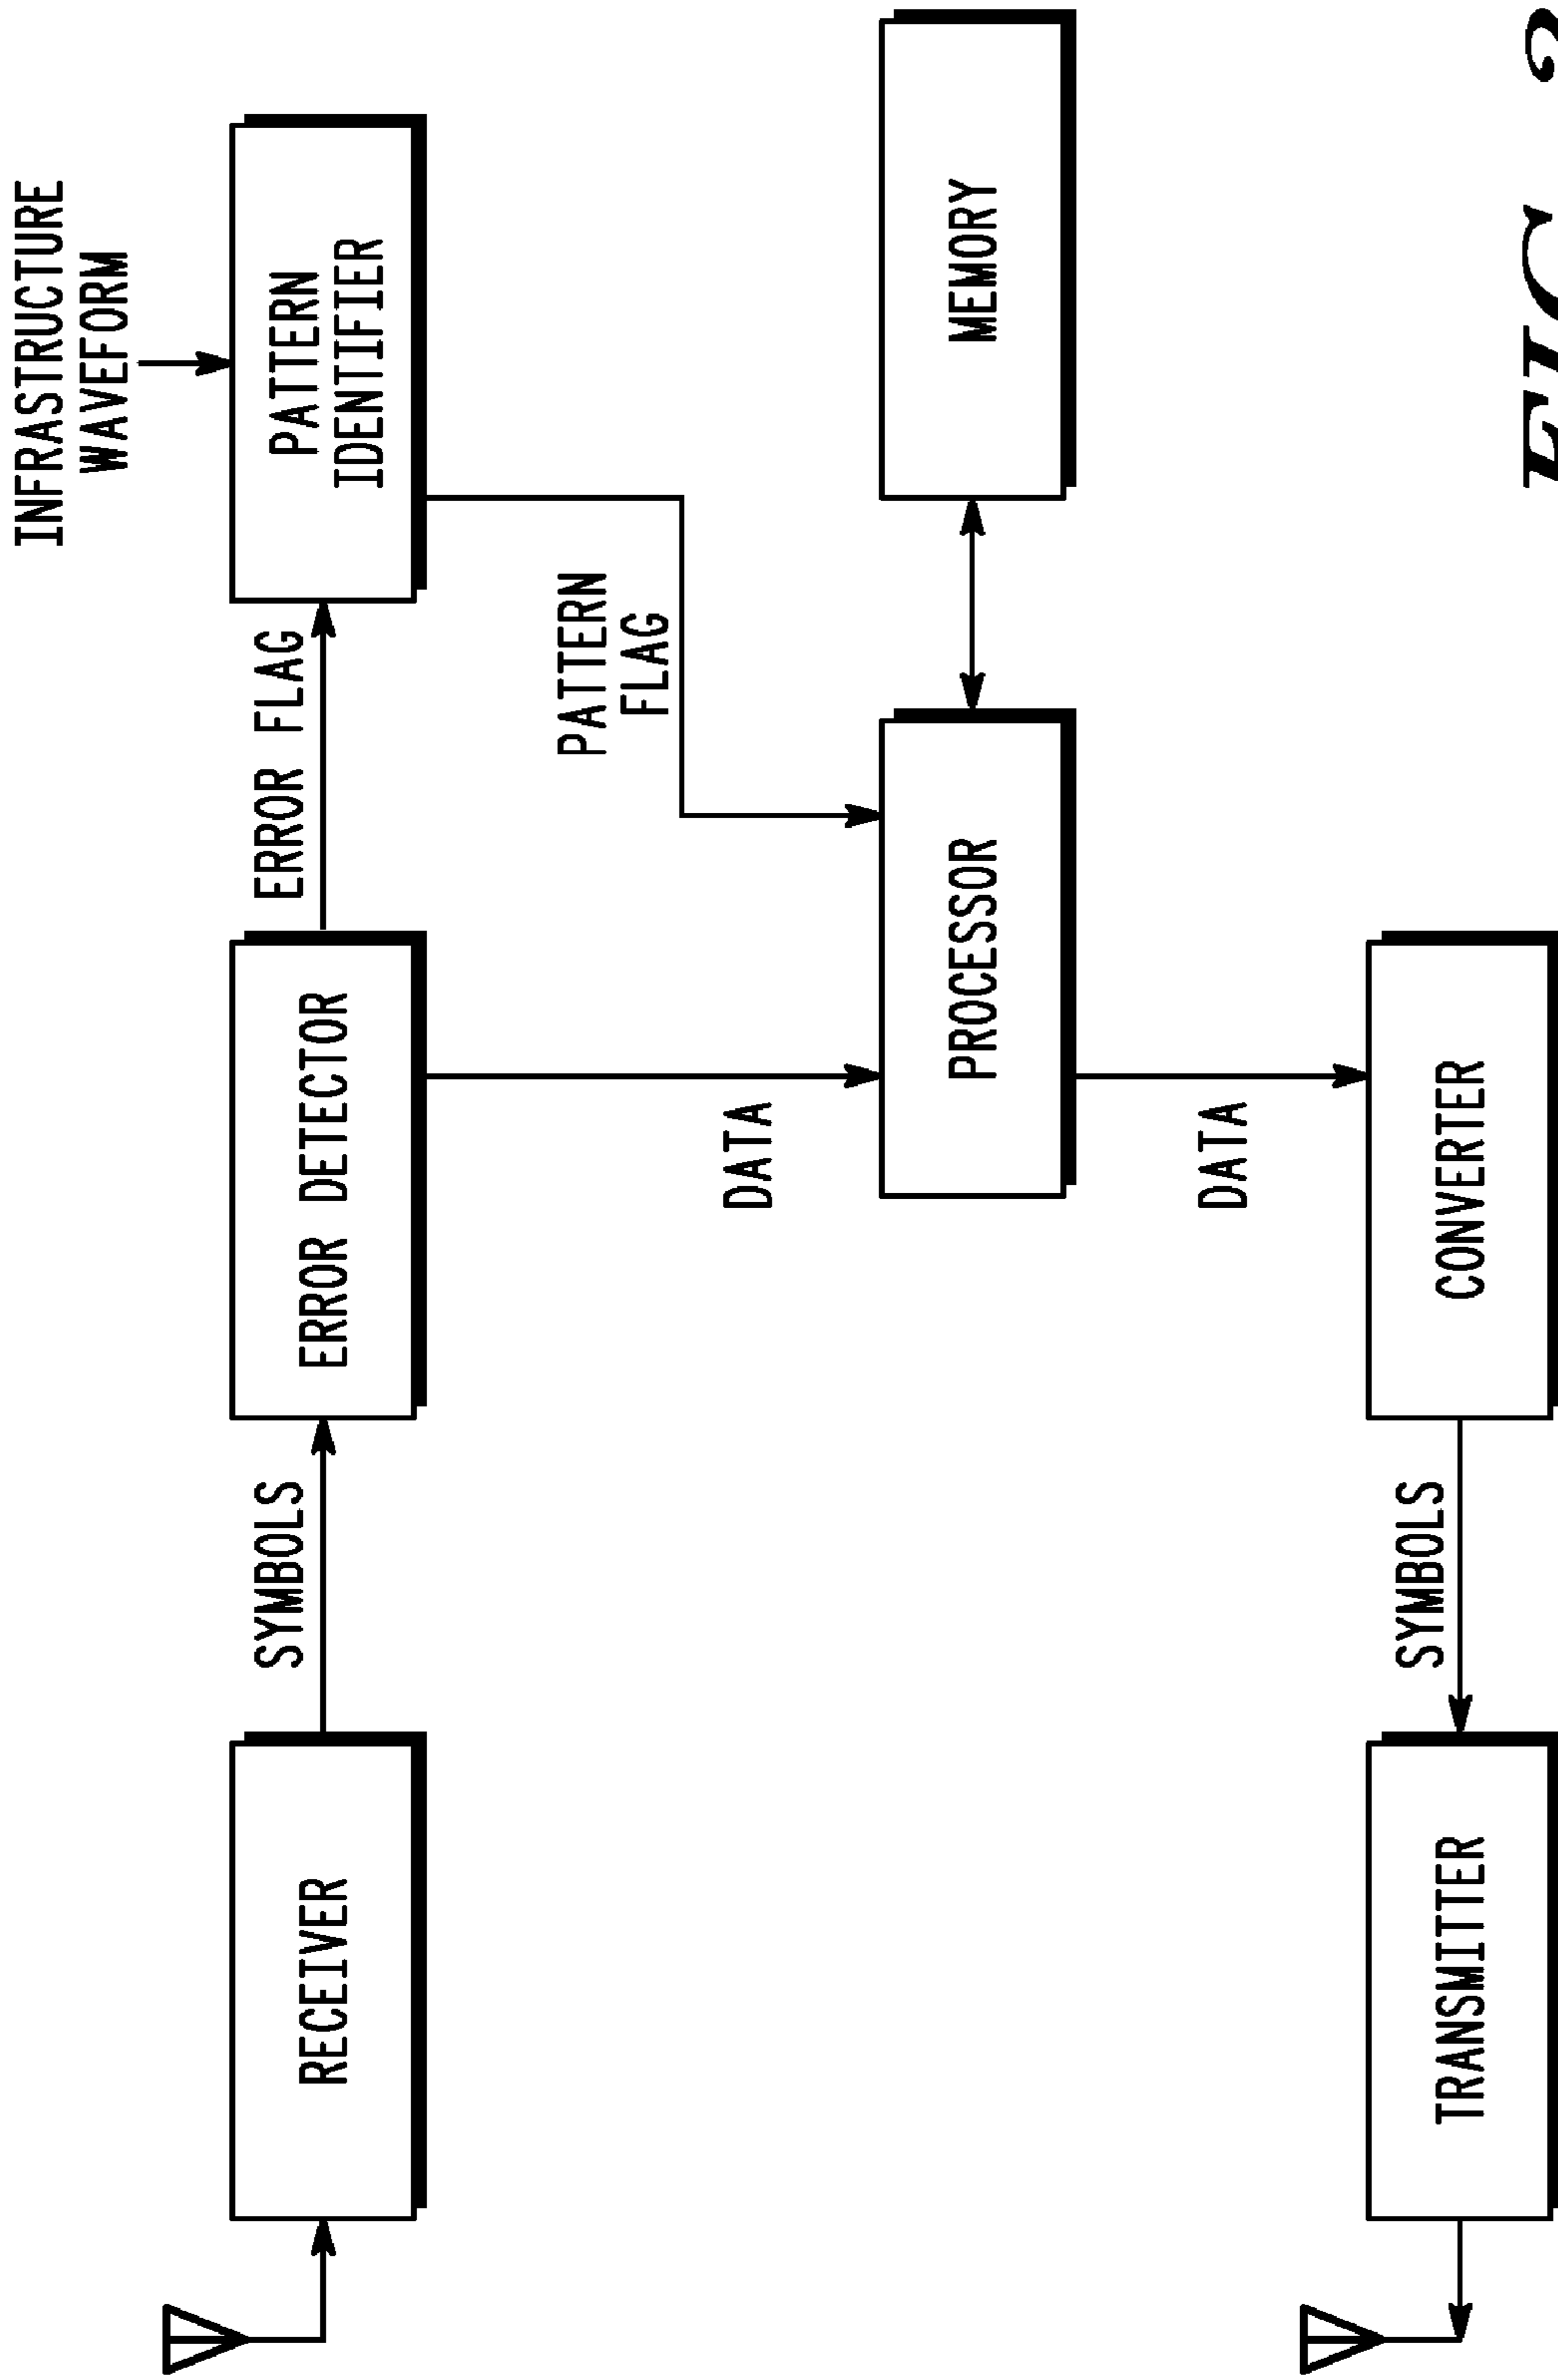 INFRASTRUCTURE
WAVEFORM
RECEIVER
SYMBOLS
ERROR DETECTOR
ERROR FLAG
PATTERN
IDENTIFIER
PATTERN
FLAG
DATA
PROCESSOR
MEMORY
DATA
TRANSMITTER
SYMBOLS
CONVERTER